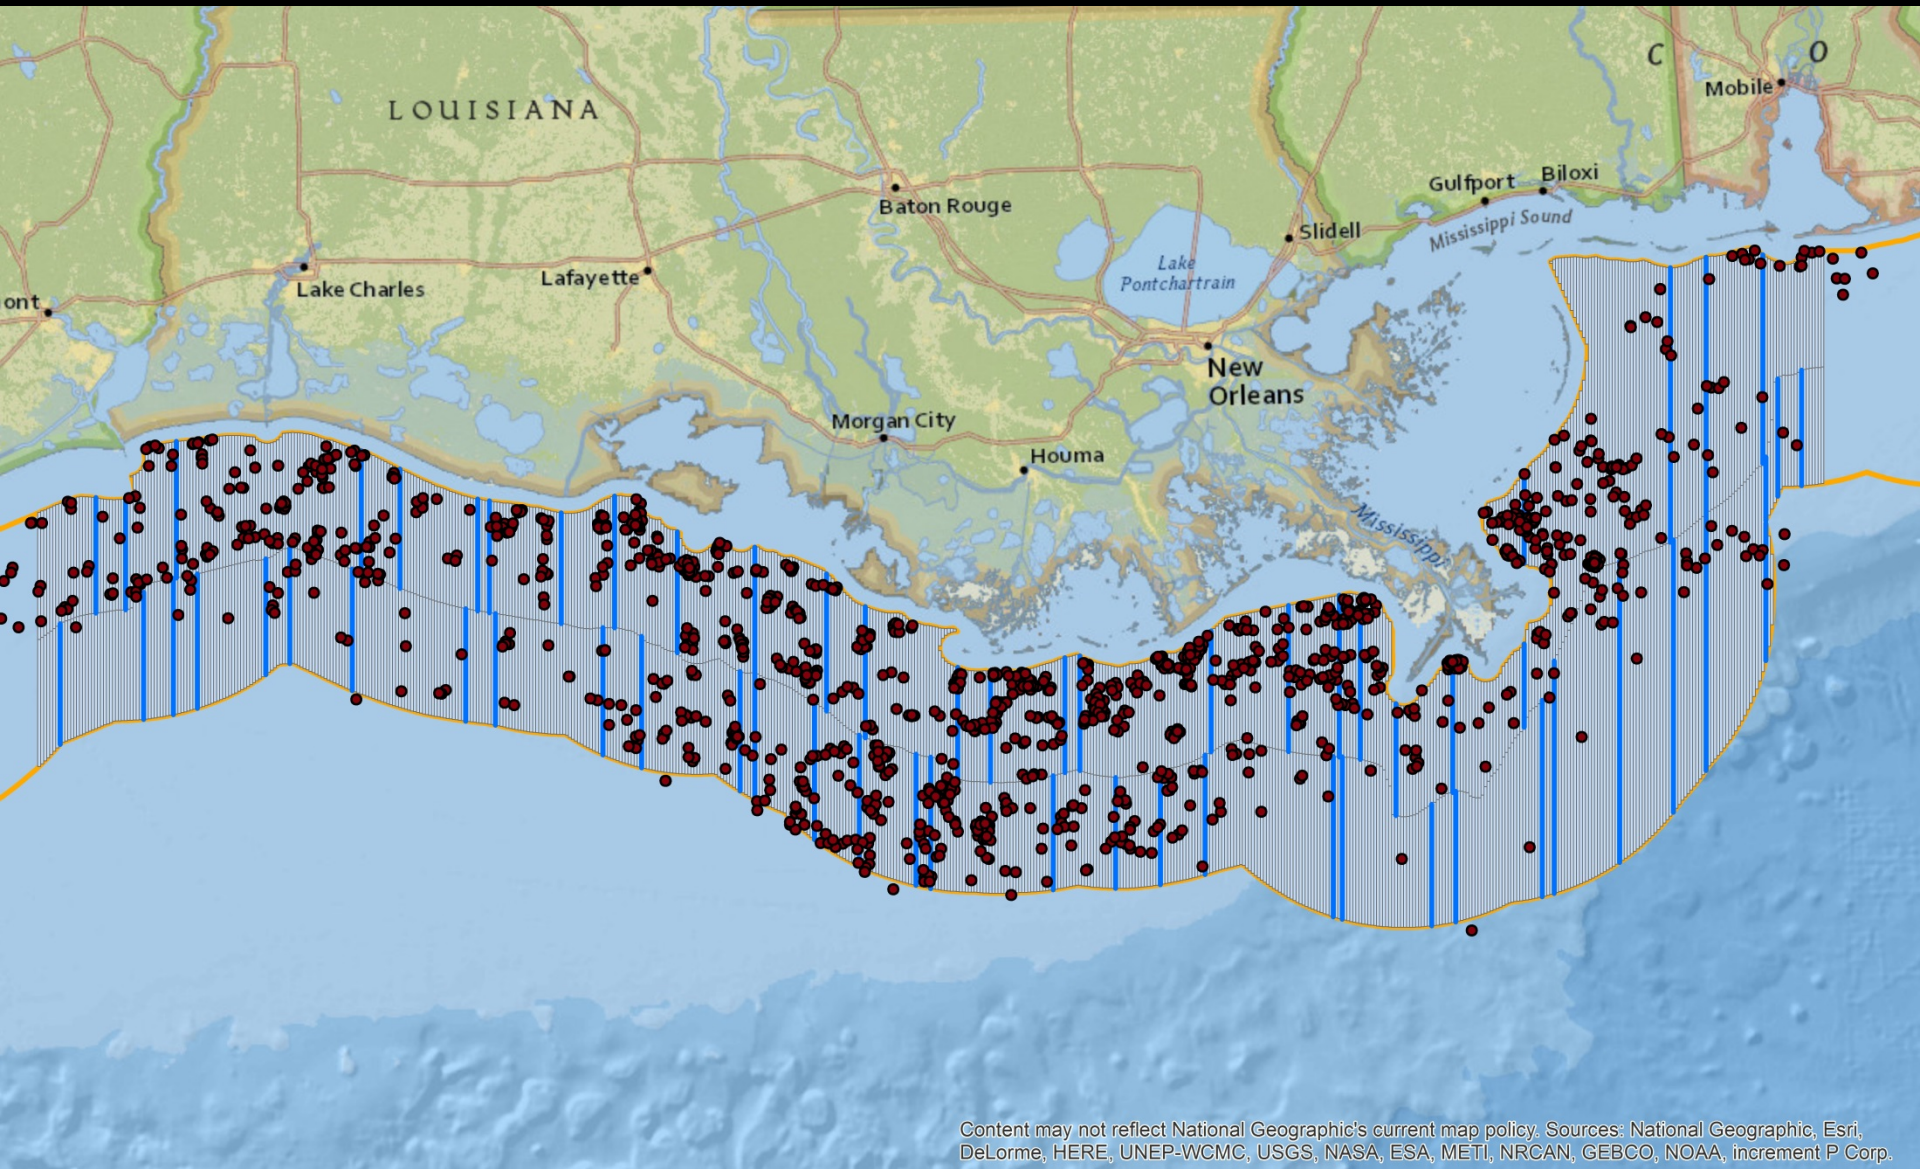 C O
Mobile
LOUISIANA
Gulfport
Biloxi
Baton Rouge
Mississippi Sound
Slidell
Lake
Pontchartrain
Lafayette
Lake Charles
ont
New
Orleans
Morgan City
Houma
Mississippi
Content may not reflect National Geographic's current map policy. Sources: National Geographic, Esri,
DeLorme, HERE, UNEP-WCMC, USGS, NASA, ESA, METI, NRCAN, GEBCO, NOAA, increment P Corp.